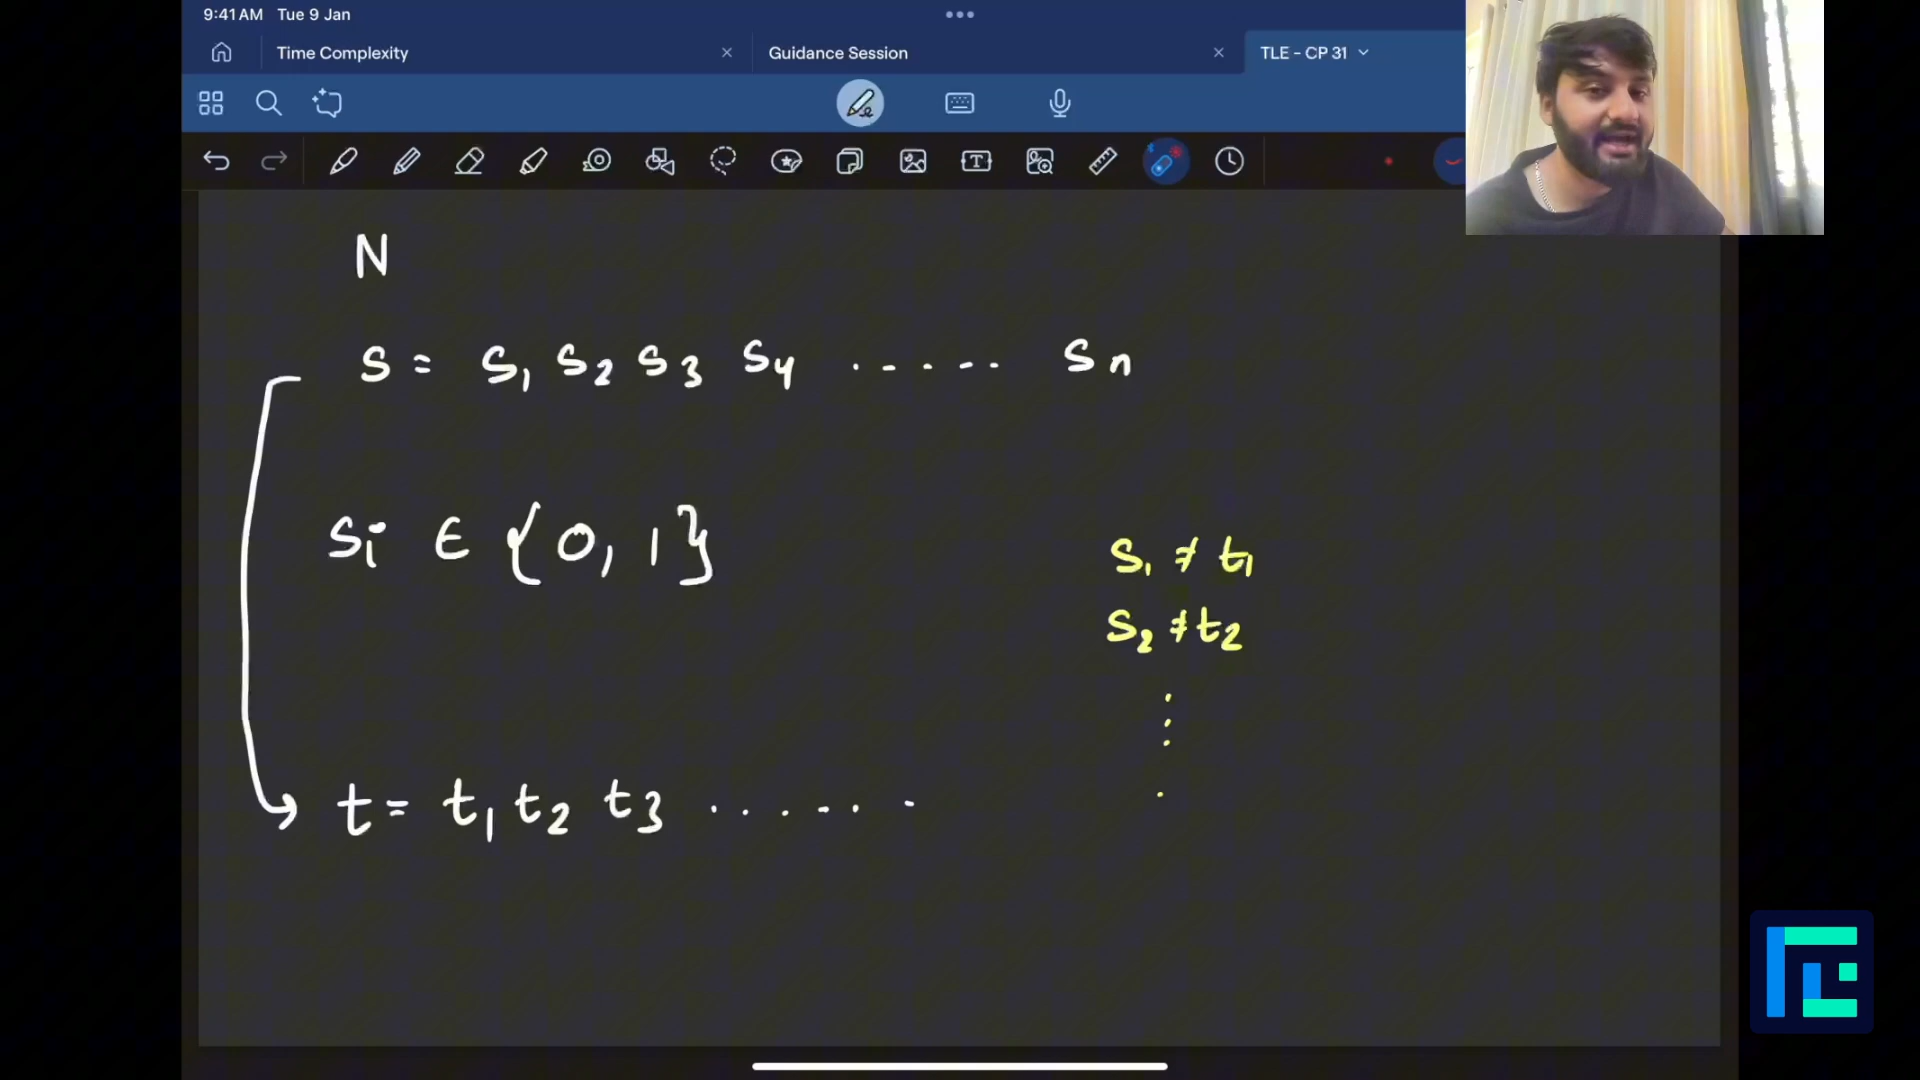 9:41 AM Tue 9 Jan
Time Complexity
Guidance Session
TLE - CP 31
N
s = s₁ s₂ s₃ s₄ ..... sₙ
sᵢ ∈ {0, 1}
s₁ ≠ t₁
s₂ ≠ t₂
t = t₁ t₂ t₃ ......